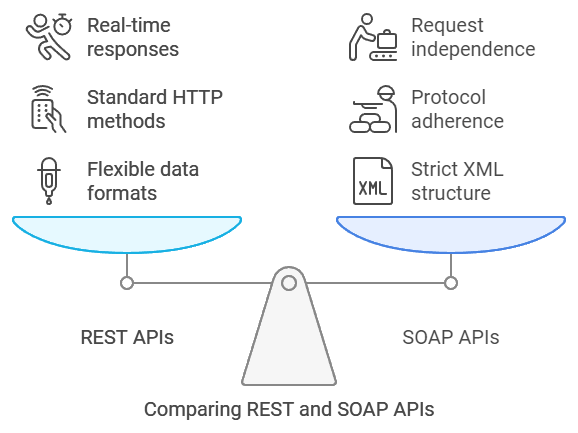 Real-time
responses
Standard HTTP
methods
Flexible data
formats
Request
independence
Protocol
adherence
XML
Strict XML
structure
REST APIs
SOAP APIs
Comparing REST and SOAP APIs